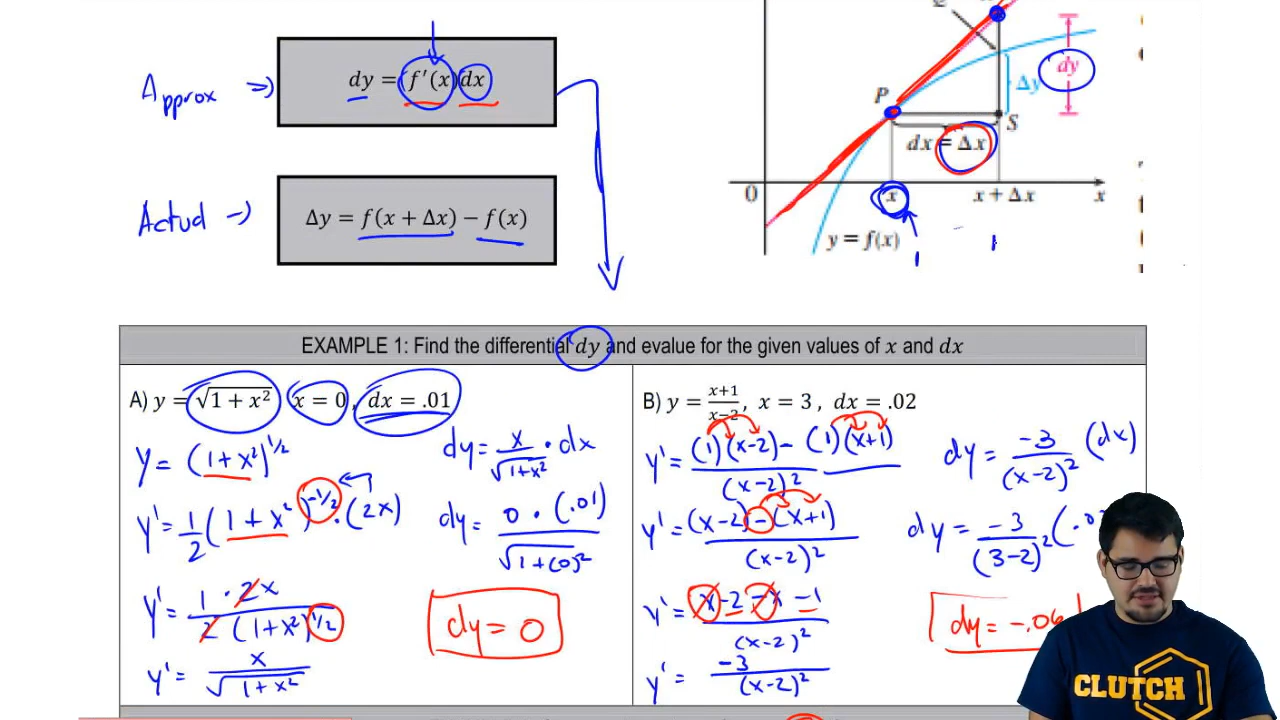 Approx => dy = f'(x) dx
Actual -> Δy = f(x + Δx) − f(x)
P
Δy
dy
S
dx = Δx
0
x
x + Δx
x
y = f(x)
EXAMPLE 1: Find the differential dy and evalue for the given values of x and dx
A) y = √1 + x² x = 0, dx = .01
y = (1+x²)^1/2
y' = 1/2 (1+x²)^-1/2 · (2x)
y' = 1 · 2x / 2 (1+x²)^1/2
y' = x / √1+x²
dy = x / √1+x² · dx
dy = 0 · (.01) / √1+(0)²
dy = 0
B) y = x+1 / x−2, x = 3, dx = .02
y' = (1)(x-2) - (1)(x+1) / (x-2)²
y' = (x-2) - (x+1) / (x-2)²
y' = x -2 -x -1 / (x-2)²
y' = -3 / (x-2)²
dy = -3 / (x-2)² (dx)
dy = -3 / (3-2)²
dy = -.06
CLUTCH